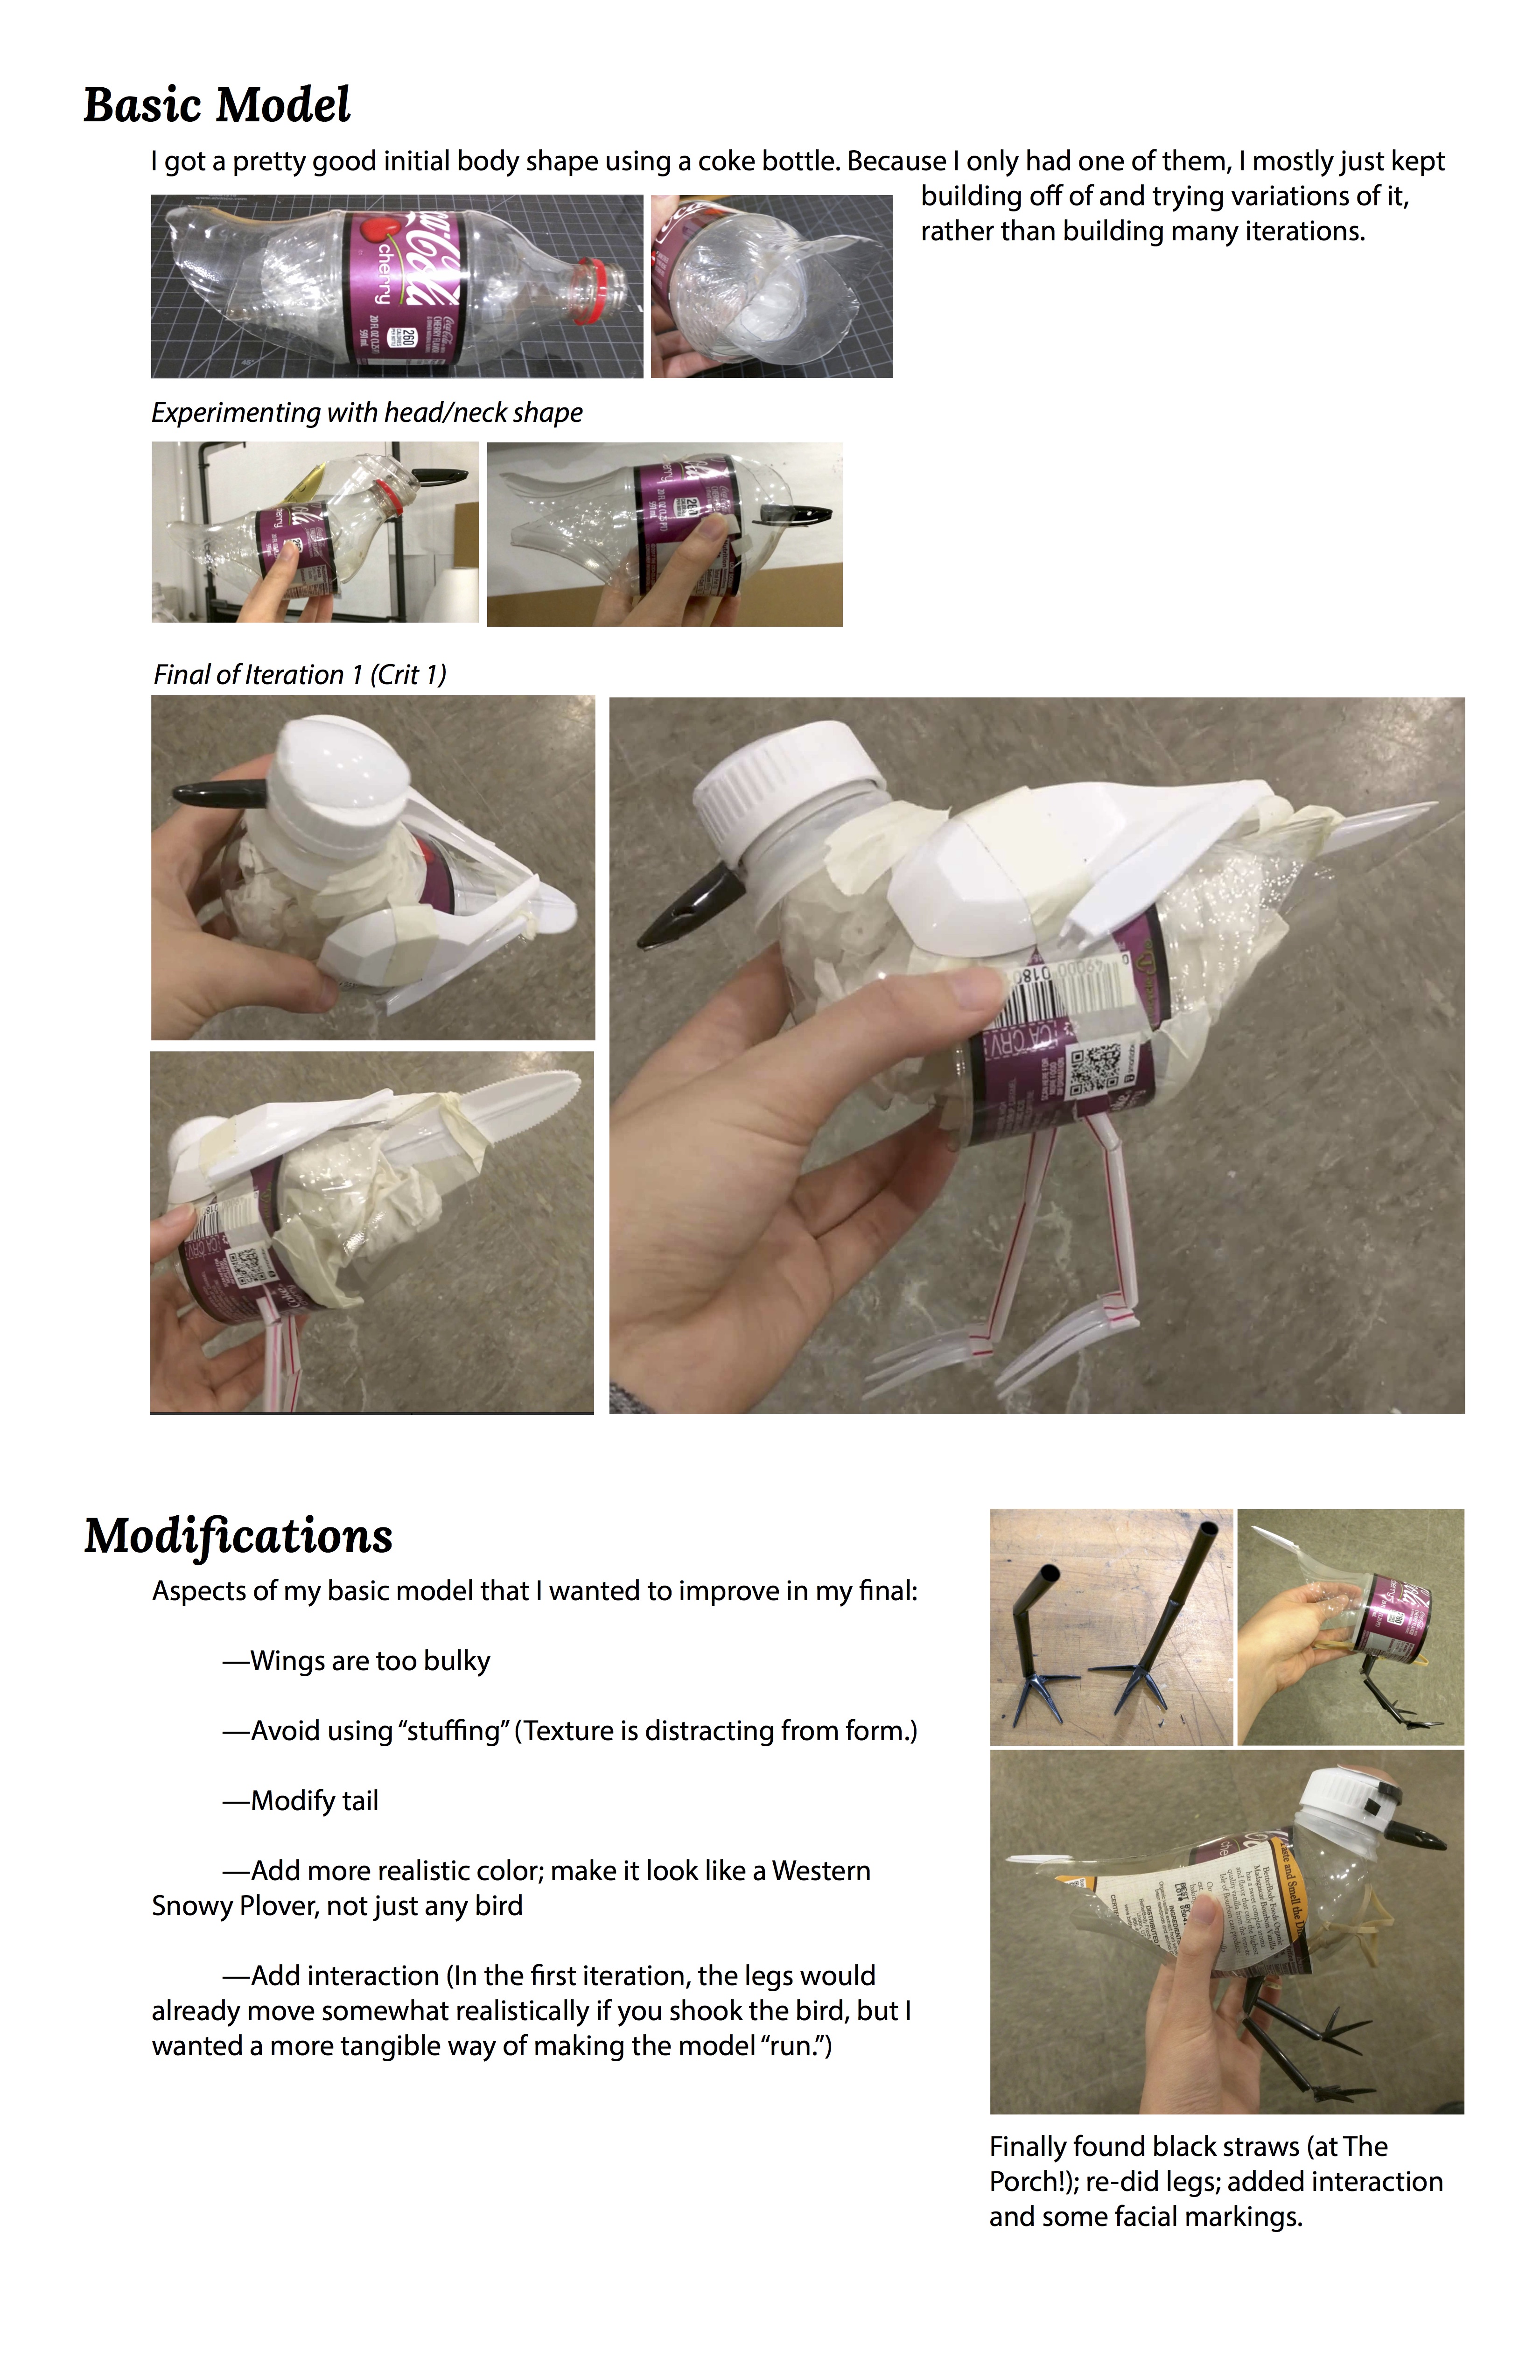 Basic Model
I got a pretty good initial body shape using a coke bottle. Because I only had one of them, I mostly just kept
building off of and trying variations of it,
rather than building many iterations.
cherry
260
Experimenting with head/neck shape
Final of Iteration 1 (Crit 1)
CA CRV
Modifications
Aspects of my basic model that I wanted to improve in my final:
—Wings are too bulky
—Avoid using “stuffing” (Texture is distracting from form.)
—Modify tail
—Add more realistic color; make it look like a Western
Snowy Plover, not just any bird
—Add interaction (In the first iteration, the legs would
already move somewhat realistically if you shook the bird, but I
wanted a more tangible way of making the model “run.”)
Finally found black straws (at The
Porch!); re-did legs; added interaction
and some facial markings.